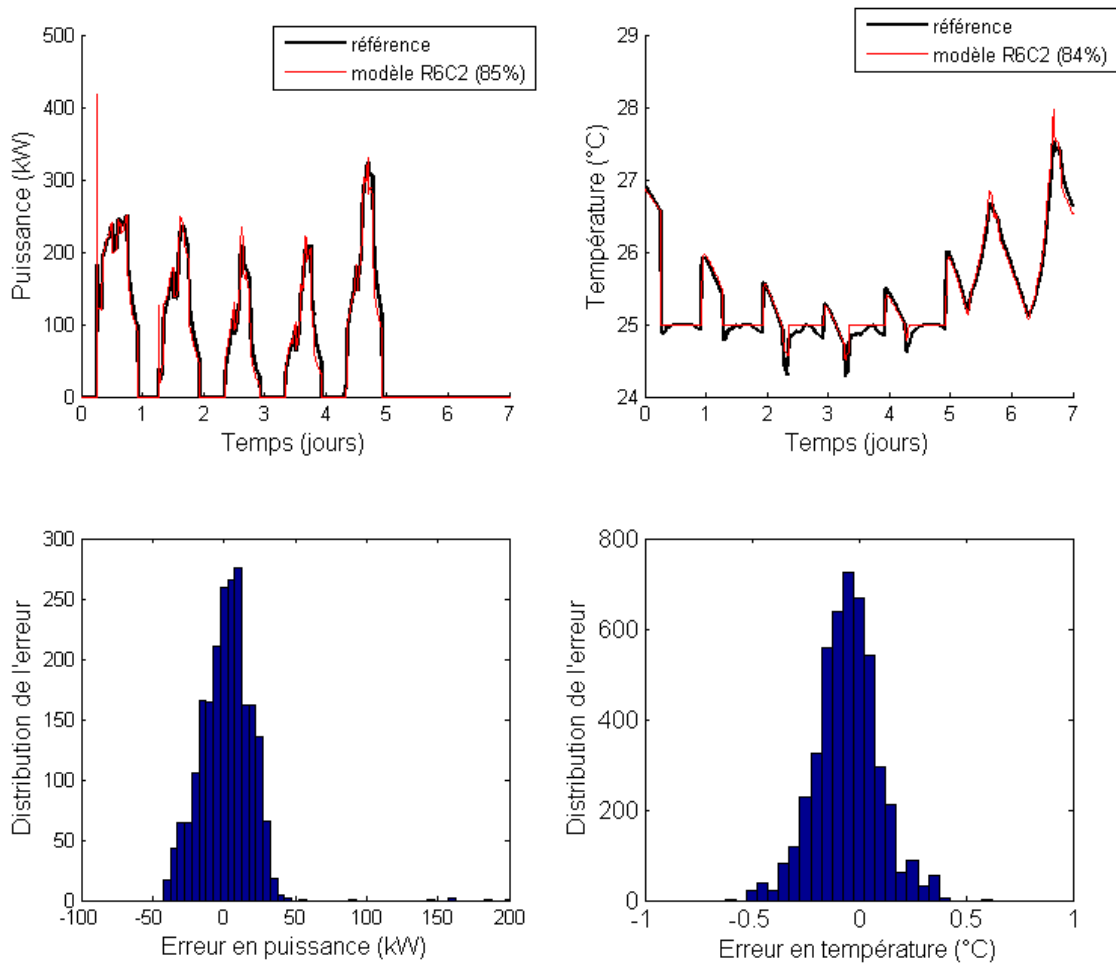 référence
modèle R6C2 (85%)
Puissance (kW)
500
400
300
200
100
0
0 1 2 3 4 5 6 7
Temps (jours)
référence
modèle R6C2 (84%)
Température (°C)
29
28
27
26
25
24
0 1 2 3 4 5 6 7
Temps (jours)
Distribution de l'erreur
300
250
200
150
100
50
0
-100 -50 0 50 100 150 200
Erreur en puissance (kW)
Distribution de l'erreur
800
600
400
200
0
-1 -0.5 0 0.5 1
Erreur en température (°C)